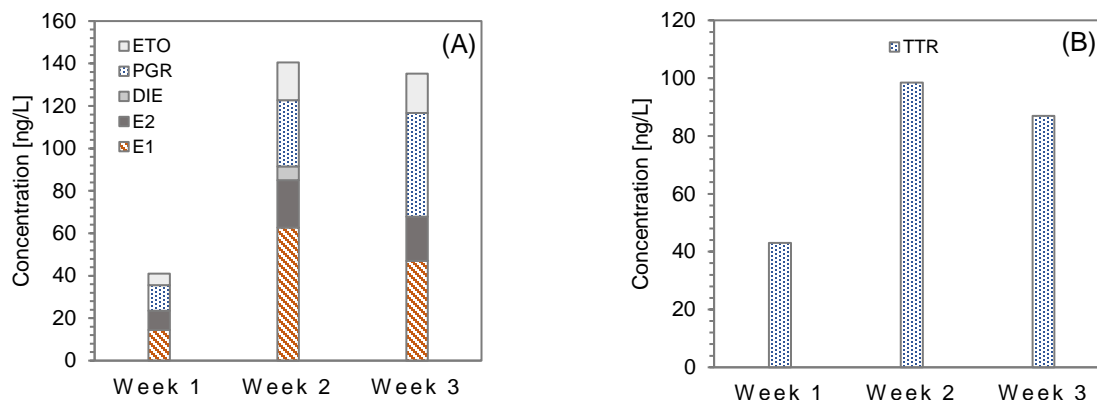 (A)
Concentration [ng/L]
160
140
120
100
80
60
40
20
0
ETO
PGR
DIE
E2
E1
Week 1 Week 2 Week 3
(B)
Concentration [ng/L]
120
100
80
60
40
20
0
TTR
Week 1 Week 2 Week 3